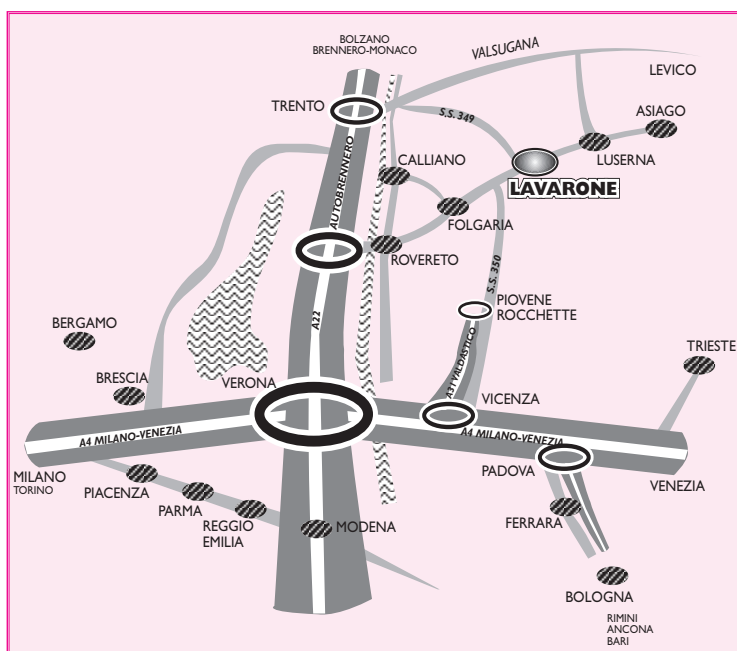 BOLZANO
BRENNERO-MONACO
VALSUGANA
LEVICO
TRENTO
S.S. 349
ASIAGO
CALLIANO
LUSERNA
LAVARONE
AUTOBRENNERO
FOLGARIA
ROVERETO
S.S. 350
PIOVENE
ROCCHETTE
A22
BERGAMO
TRIESTE
BRESCIA
VERONA
A31 VALDASTICO
VICENZA
A4 MILANO-VENEZIA
A4 MILANO-VENEZIA
MILANO
TORINO
PIACENZA
PADOVA
VENEZIA
PARMA
REGGIO
EMILIA
MODENA
FERRARA
BOLOGNA
RIMINI
ANCONA
BARI